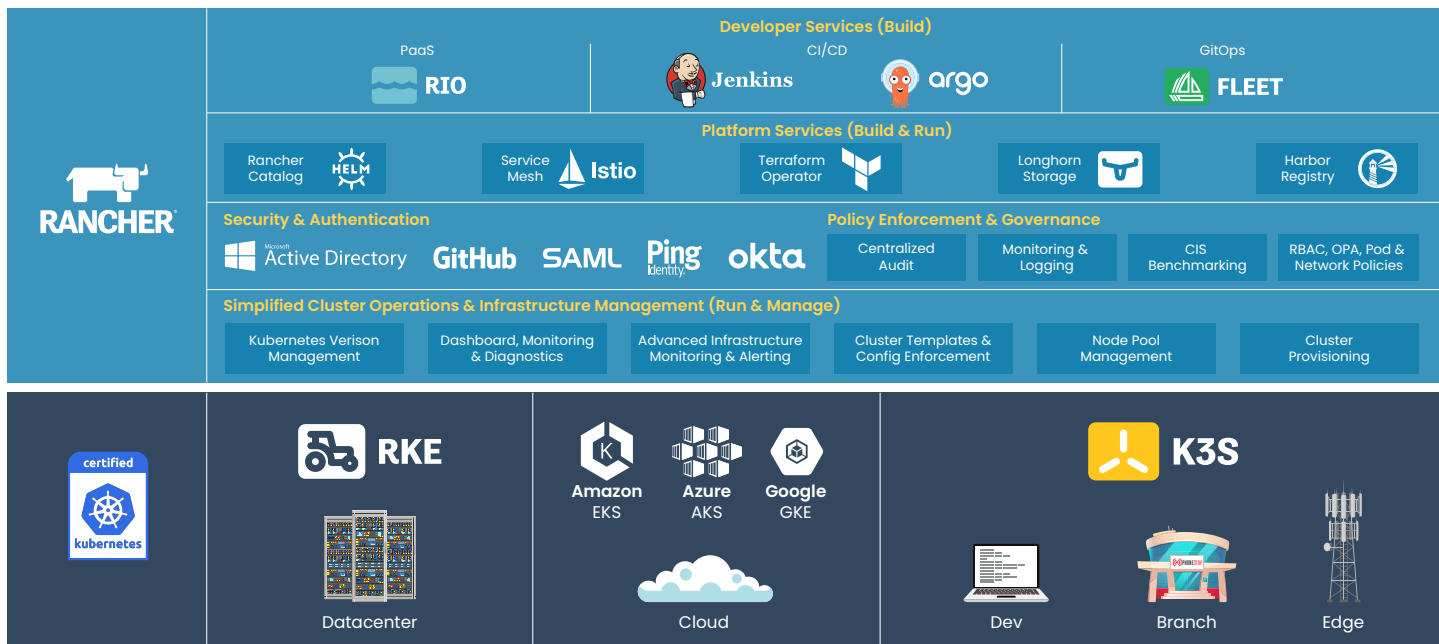 Developer Services (Build)
PaaS
CI/CD
GitOps
RIO
Jenkins
argo
FLEET
Platform Services (Build & Run)
Rancher
Catalog
HELM
Service
Mesh
Istio
Terraform
Operator
Longhorn
Storage
Harbor
Registry
RANCHER®
Security & Authentication
Policy Enforcement & Governance
Microsoft
Active Directory
GitHub
SAML
Ping
Identity.
okta
Centralized
Audit
Monitoring &
Logging
CIS
Benchmarking
RBAC, OPA, Pod &
Network Policies
Simplified Cluster Operations & Infrastructure Management (Run & Manage)
Kubernetes Verison
Management
Dashboard, Monitoring
& Diagnostics
Advanced Infrastructure
Monitoring & Alerting
Cluster Templates &
Config Enforcement
Node Pool
Management
Cluster
Provisioning
certified
kubernetes
RKE
Datacenter
K
Amazon
EKS
Azure
AKS
Google
GKE
Cloud
K3S
PHONESTOP
Dev
Branch
Edge